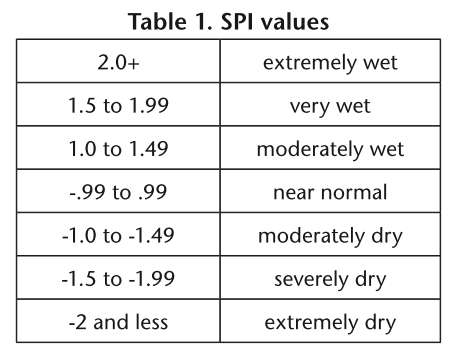 Table 1. SPI values
2.0+ extremely wet
1.5 to 1.99 very wet
1.0 to 1.49 moderately wet
-.99 to .99 near normal
-1.0 to -1.49 moderately dry
-1.5 to -1.99 severely dry
-2 and less extremely dry